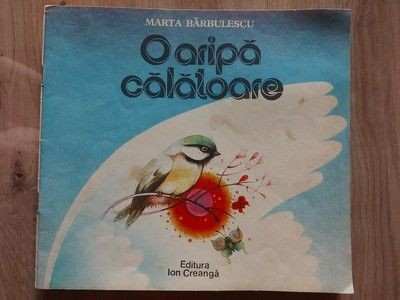 MARTA BĂRBULESCU
O aripă
călătoare
Editura
Ion Creangă